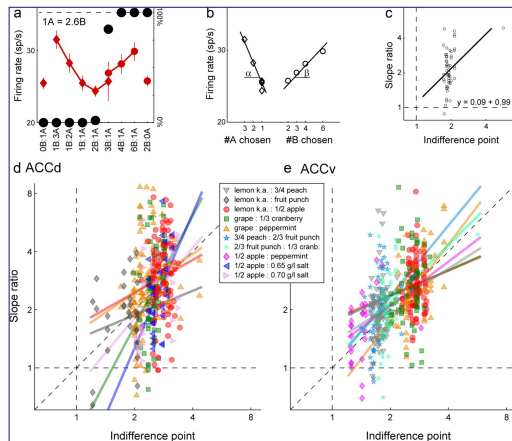 a
1A = 2.6B
100%
Firing rate (sp/s)
30
20
0%
0B:1A
1B:3A
1B:2A
1B:1A
2B:1A
3B:1A
4B:1A
6B:1A
2B:0A
b
Firing rate (sp/s)
30
20
α
β
3 2 1
2 3 4 6
#A chosen
#B chosen
c
Slope ratio
4
2
1
y = 0.09 + 0.99
1 2 4
Indifference point
d ACCd
Slope ratio
8
4
2
1
1 2 4 8
Indifference point
lemon k.a. : 3/4 peach
lemon k.a. : fruit punch
lemon k.a. : 1/2 apple
grape : 1/3 cranberry
grape : peppermint
3/4 peach : 2/3 fruit punch
2/3 fruit punch : 1/3 cranb.
1/2 apple : peppermint
1/2 apple : 0.65 g/l salt
1/2 apple : 0.70 g/l salt
e ACCv
1 2 4 8
Indifference point